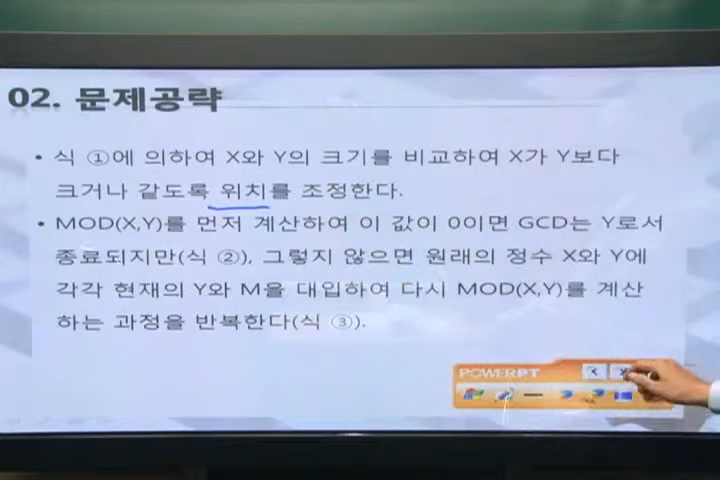 02. 문제공략
• 식 ①에 의하여 X와 Y의 크기를 비교하여 X가 Y보다
크거나 같도록 위치를 조정한다.
• MOD(X,Y)를 먼저 계산하여 이 값이 0이면 GCD는 Y로서
종료되지만(식 ②), 그렇지 않으면 원래의 정수 X와 Y에
각각 현재의 Y와 M을 대입하여 다시 MOD(X,Y)를 계산
하는 과정을 반복한다(식 ③).
POWERPT